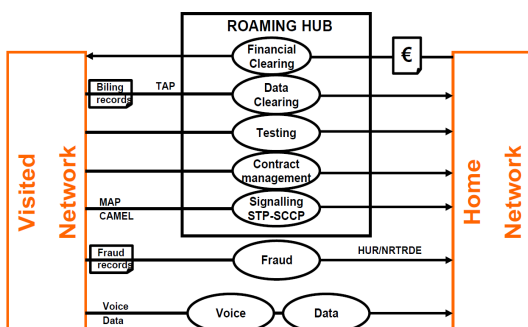 ROAMING HUB
Financial
Clearing
€
Biling
records
TAP
Data
Clearing
Testing
Contract
management
MAP
CAMEL
Signalling
STP-SCCP
Fraud
records
Fraud
HUR/NRTRDE
Voice
Data
Voice
Data
Visited
Network
Home
Network